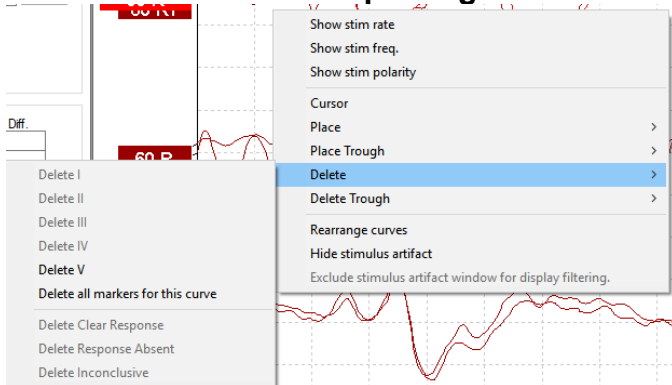 Show stim rate
Show stim freq.
Show stim polarity
Cursor
Diff.
Place
Place Trough
60 R
Delete
Delete Trough
Rearrange curves
Hide stimulus artifact
Exclude stimulus artifact window for display filtering.
Delete I
Delete II
Delete III
Delete IV
Delete V
Delete all markers for this curve
Delete Clear Response
Delete Response Absent
Delete Inconclusive